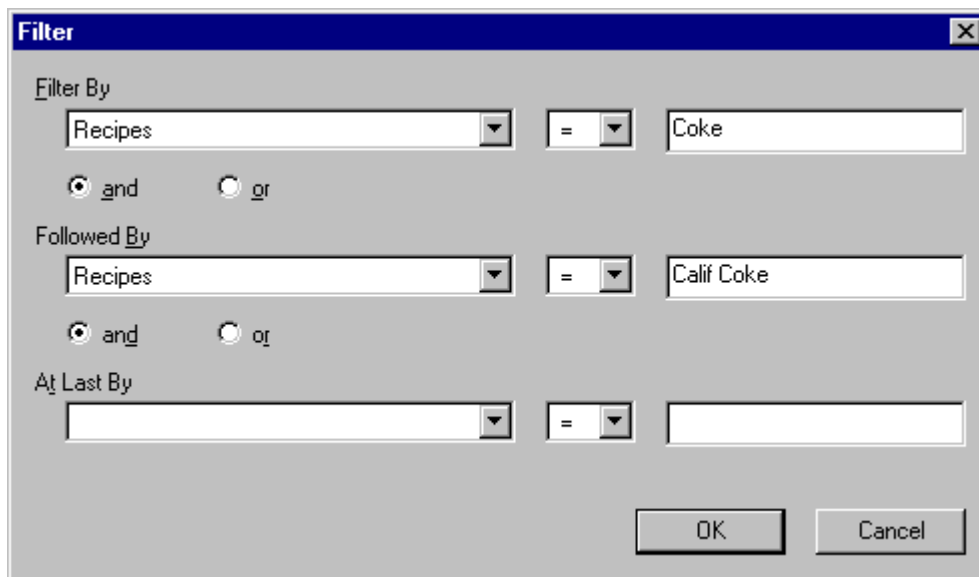 Filter
Filter By
Recipes = Coke
and or
Followed By
Recipes = Calif Coke
and or
At Last By
=
OK Cancel